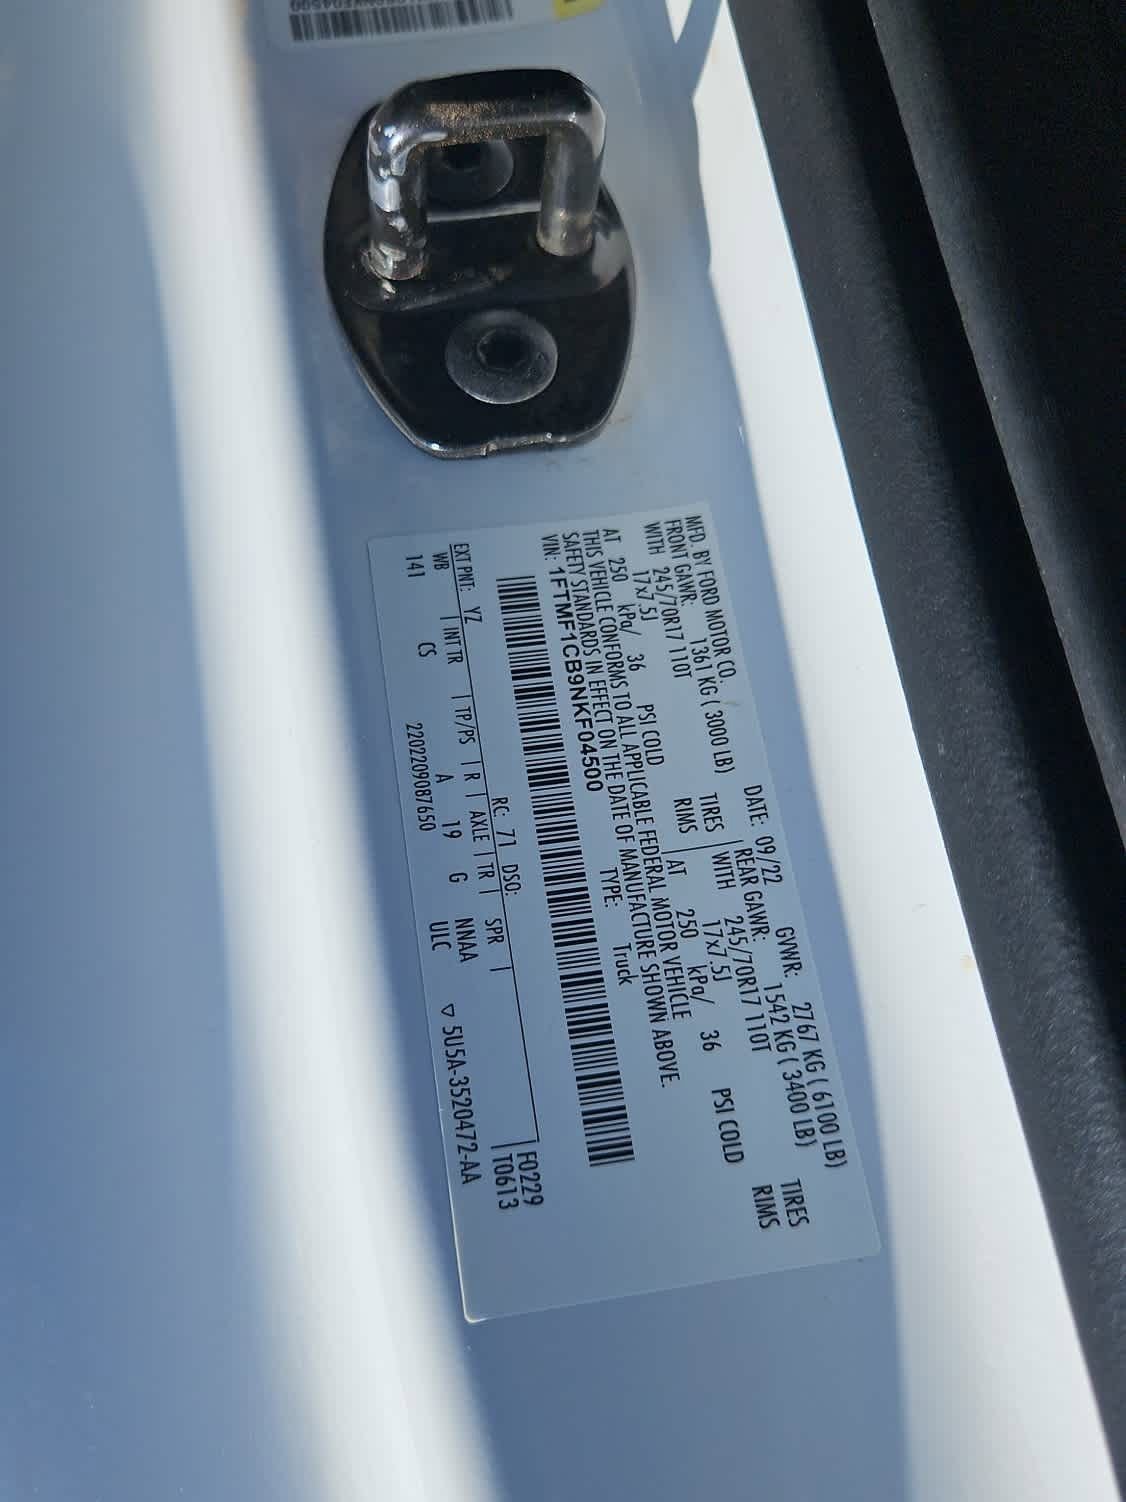 NKF04500
MFD. BY FORD MOTOR CO.
DATE: 09/22 GVWR: 2767 KG ( 6100 LB)
FRONT GAWR: 1361 KG ( 3000 LB) REAR GAWR: 1542 KG ( 3400 LB)
WITH 245/70R17 110T TIRES WITH 245/70R17 110T TIRES
17x7.5J RIMS 17x7.5J RIMS
AT 250 kPa/ 36 PSI COLD AT 250 kPa/ 36 PSI COLD
THIS VEHICLE CONFORMS TO ALL APPLICABLE FEDERAL MOTOR VEHICLE
SAFETY STANDARDS IN EFFECT ON THE DATE OF MANUFACTURE SHOWN ABOVE.
VIN: 1FTMF1CB9NKF04500 TYPE: Truck
F0229
T0613
EXT PNT: YZ RC: 71 DSO:
WB | INT TR | TP/PS | R | AXLE | TR | SPR |
141 CS A 19 G NNAA
ULC
2202209087650
▽ 5U5A-3520472-AA